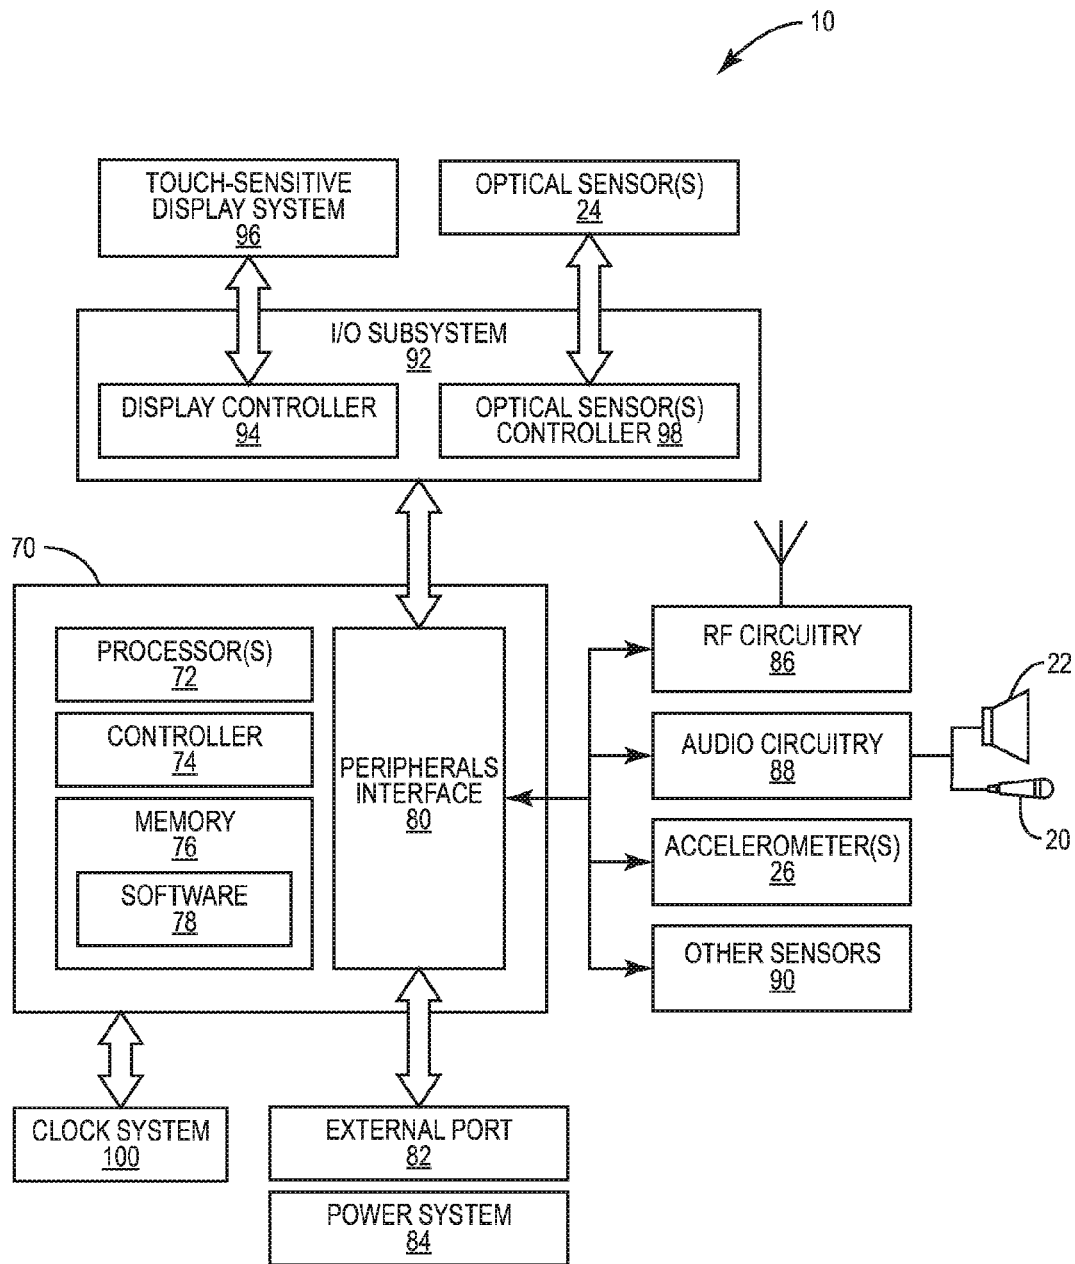 10
TOUCH-SENSITIVE
DISPLAY SYSTEM
96
OPTICAL SENSOR(S)
24
I/O SUBSYSTEM
92
DISPLAY CONTROLLER
94
OPTICAL SENSOR(S)
CONTROLLER 98
70
PROCESSOR(S)
72
CONTROLLER
74
MEMORY
76
SOFTWARE
78
PERIPHERALS
INTERFACE
80
RF CIRCUITRY
86
AUDIO CIRCUITRY
88
22
20
ACCELEROMETER(S)
26
OTHER SENSORS
90
CLOCK SYSTEM
100
EXTERNAL PORT
82
POWER SYSTEM
84